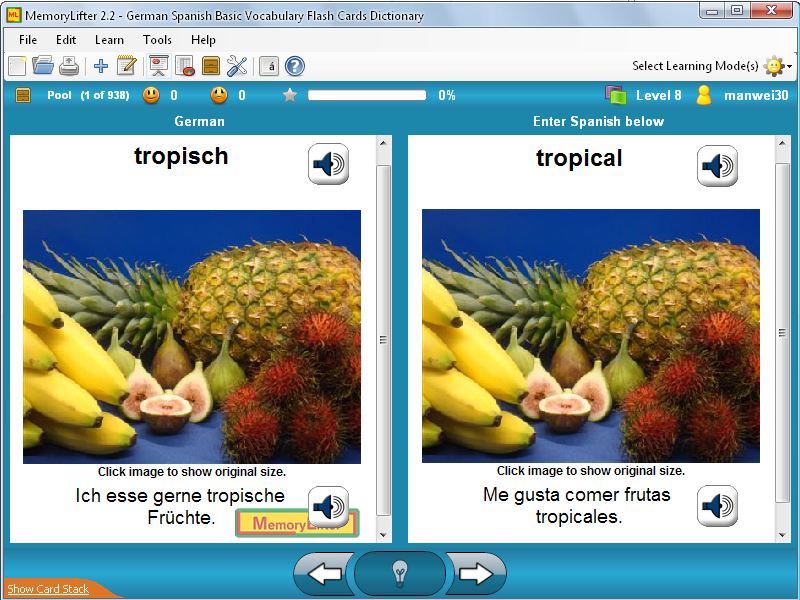 MemoryLifter 2.2 - German Spanish Basic Vocabulary Flash Cards Dictionary
File Edit Learn Tools Help
á ? Select Learning Mode(s)
Pool (1 of 938) 0 0 0% Level 8 manwei30
German
Enter Spanish below
tropisch
Click image to show original size.
Ich esse gerne tropische
Früchte.
tropical
Click image to show original size.
Me gusta comer frutas
tropicales.
Show Card Stack